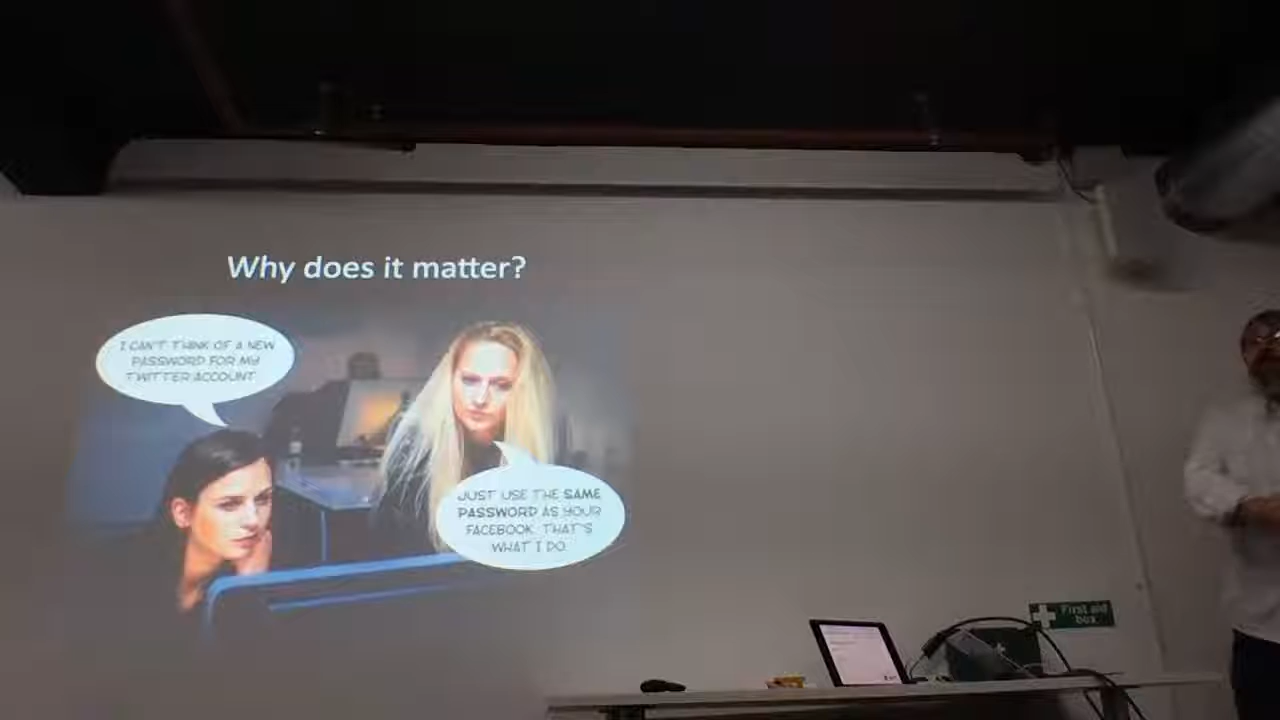 Why does it matter?
I CAN'T THINK OF A NEW
PASSWORD FOR MY
TWITTER ACCOUNT
JUST USE THE SAME
PASSWORD AS YOUR
FACEBOOK. THAT'S
WHAT I DO.
First aid
box